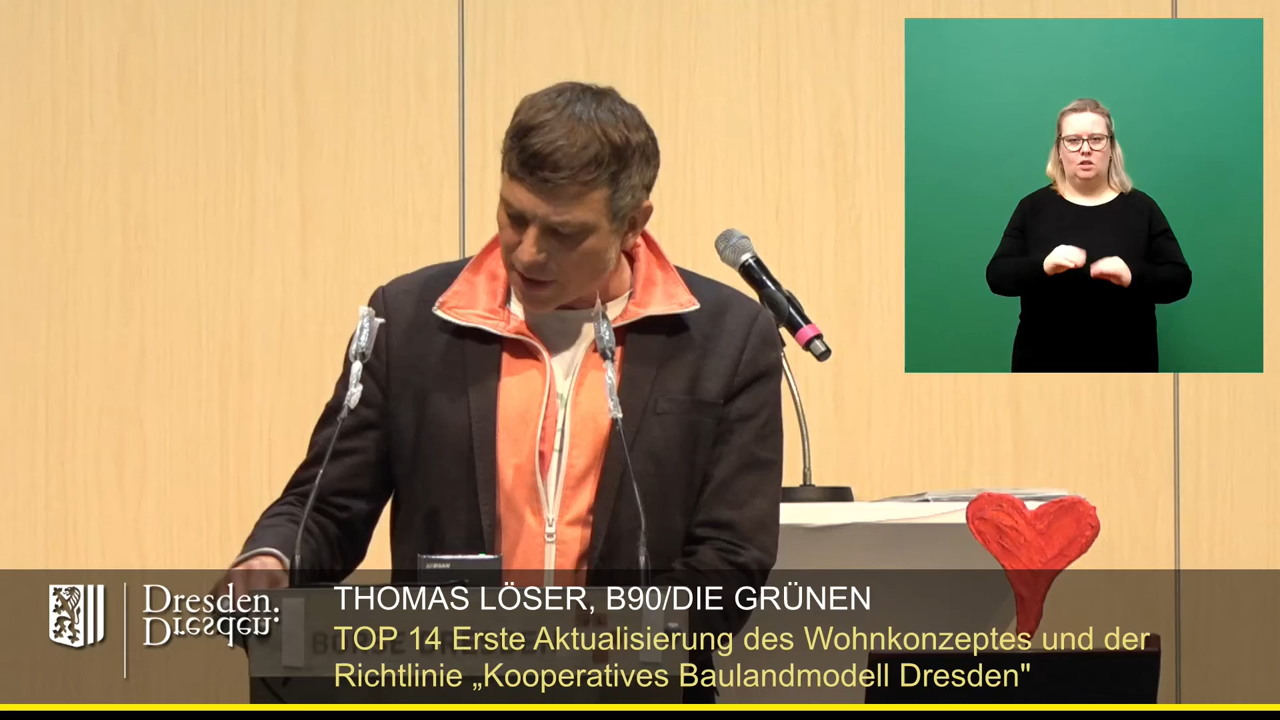 THOMAS LÖSER, B90/DIE GRÜNEN
Dresden.
Dresden.
TOP 14 Erste Aktualisierung des Wohnkonzeptes und der
Richtlinie „Kooperatives Baulandmodell Dresden"